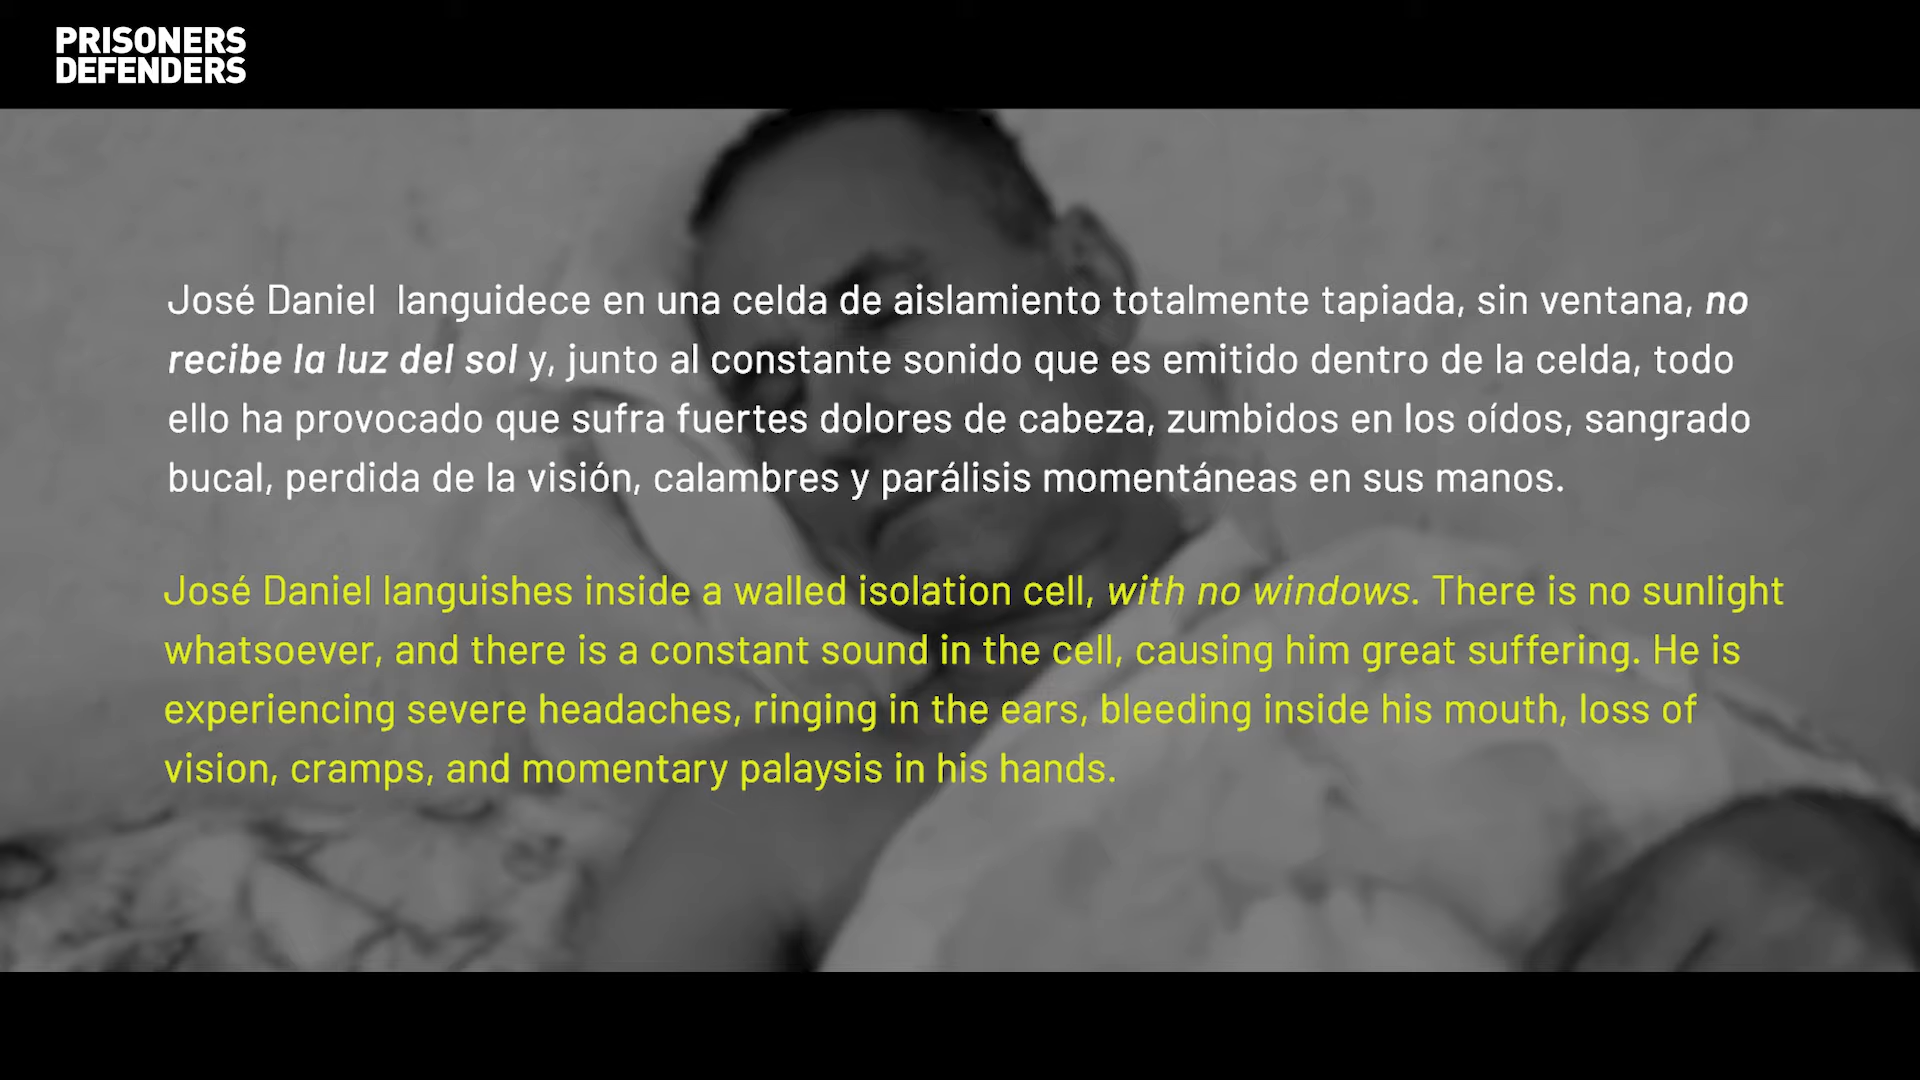 PRISONERS
DEFENDERS
José Daniel  languidece en una celda de aislamiento totalmente tapiada, sin ventana, no
recibe la luz del sol y, junto al constante sonido que es emitido dentro de la celda, todo
ello ha provocado que sufra fuertes dolores de cabeza, zumbidos en los oídos, sangrado
bucal, perdida de la visión, calambres y parálisis momentáneas en sus manos.
José Daniel languishes inside a walled isolation cell, with no windows. There is no sunlight
whatsoever, and there is a constant sound in the cell, causing him great suffering. He is
experiencing severe headaches, ringing in the ears, bleeding inside his mouth, loss of
vision, cramps, and momentary palaysis in his hands.